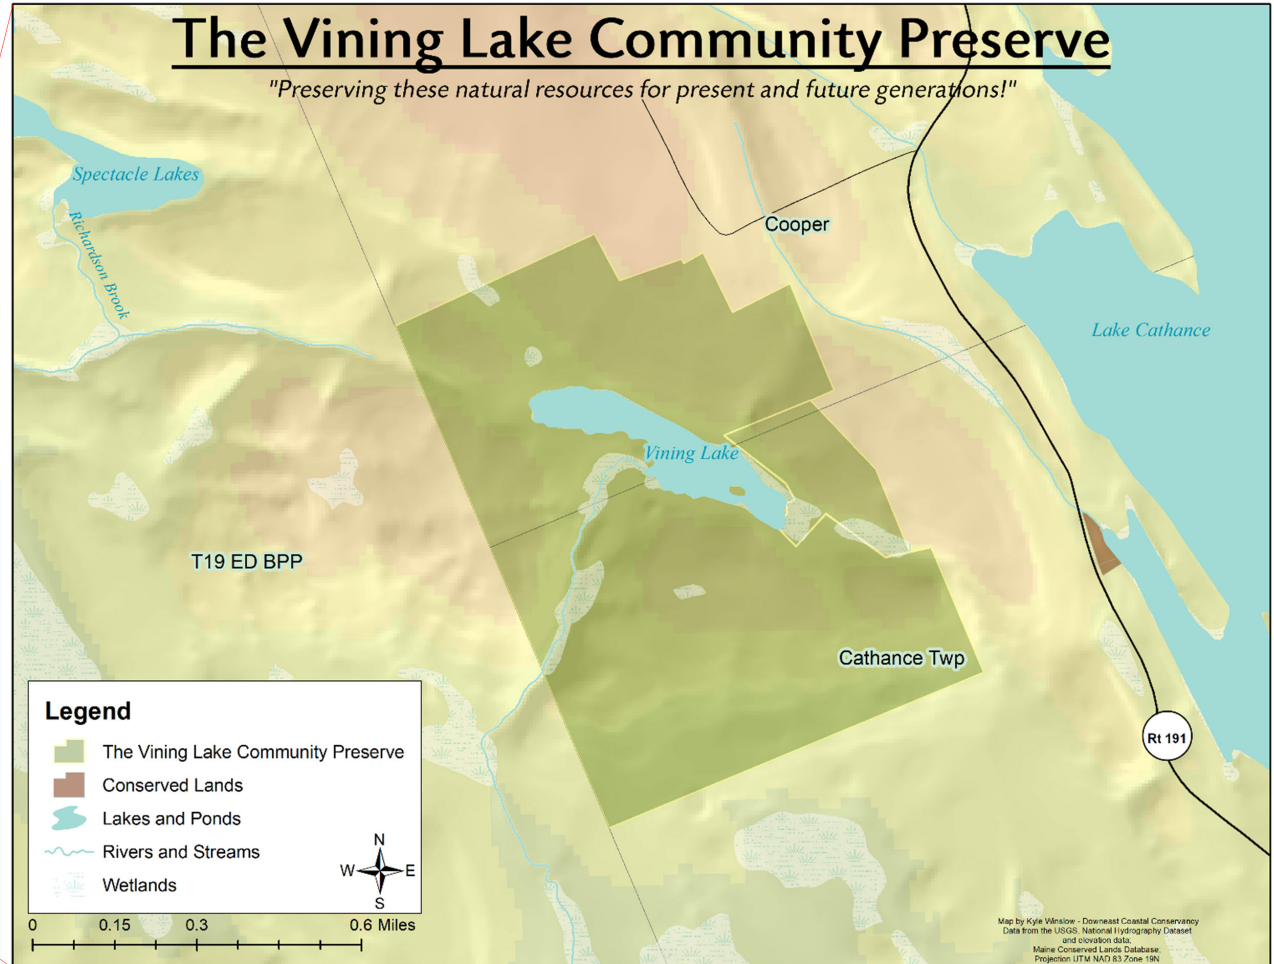 The Vining Lake Community Preserve
"Preserving these natural resources for present and future generations!"
Spectacle Lakes
Richardson Brook
Cooper
Lake Cathance
Vining Lake
T19 ED BPP
Cathance Twp
Rt 191
Legend
The Vining Lake Community Preserve
Conserved Lands
Lakes and Ponds
Rivers and Streams
Wetlands
N
W E
S
0 0.15 0.3 0.6 Miles
Map by Kyle Winslow - Downeast Coastal Conservancy
Data from the USGS, National Hydrography Dataset
and elevation data;
Maine Conserved Lands Database;
Projection UTM NAD 83 Zone 19N